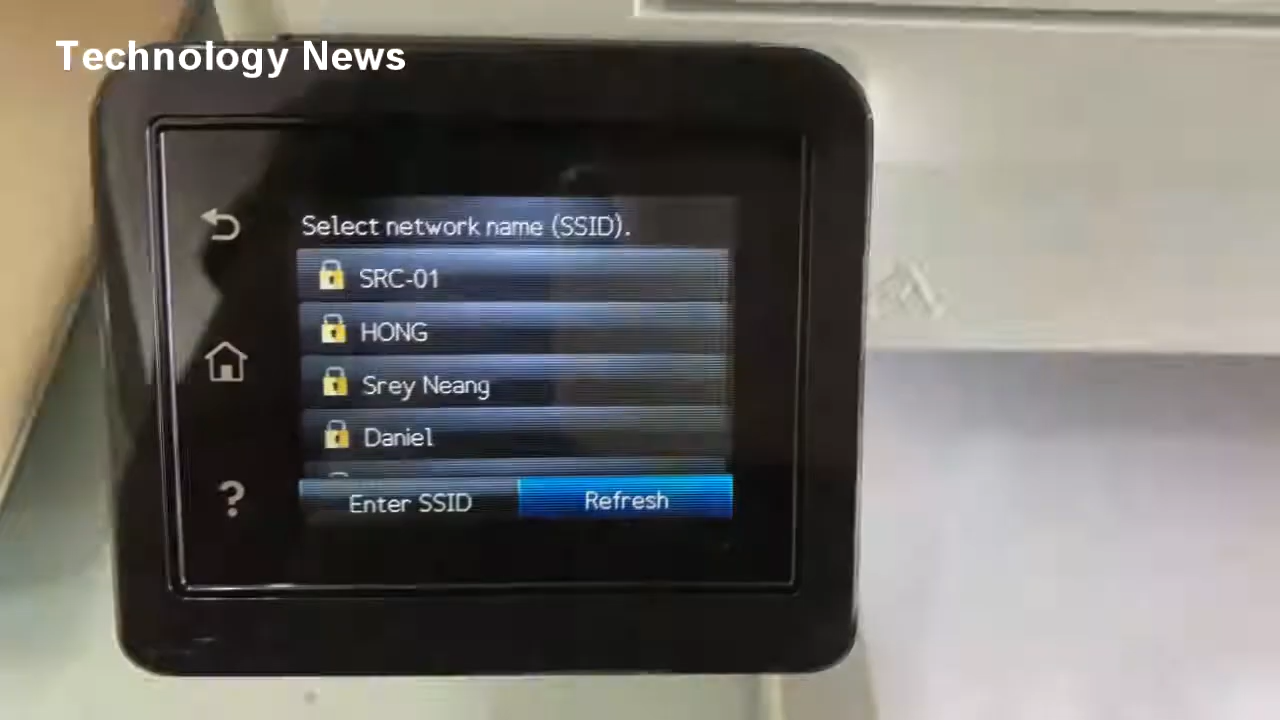 Technology News
Select network name (SSID).
SRC-01
HONG
Srey Neang
Daniel
Enter SSID
Refresh
?